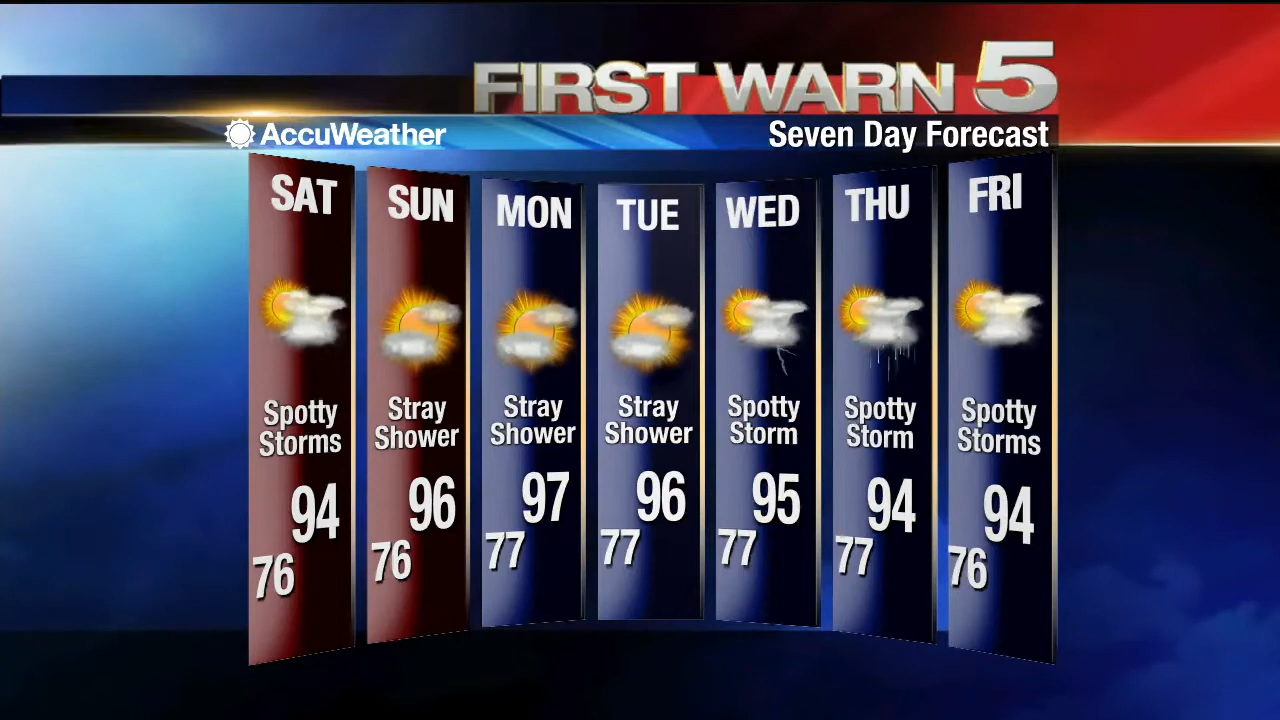 FIRST WARN 5
AccuWeather
Seven Day Forecast
SAT
Spotty
Storms
94
76
SUN
Stray
Shower
96
76
MON
Stray
Shower
97
77
TUE
Stray
Shower
96
77
WED
Spotty
Storm
95
77
THU
Spotty
Storm
94
77
FRI
Spotty
Storms
94
76